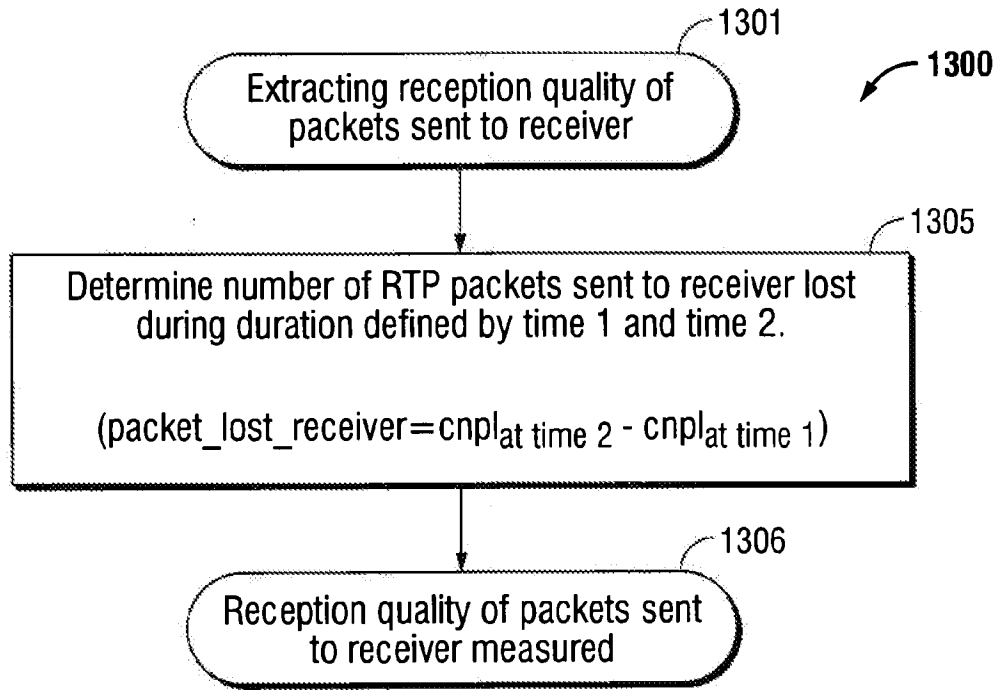 1301
1300
Extracting reception quality of
packets sent to receiver
1305
Determine number of RTP packets sent to receiver lost
during duration defined by time 1 and time 2.
(packet_lost_receiver=cnpl at time 2 - cnpl at time 1)
1306
Reception quality of packets sent
to receiver measured